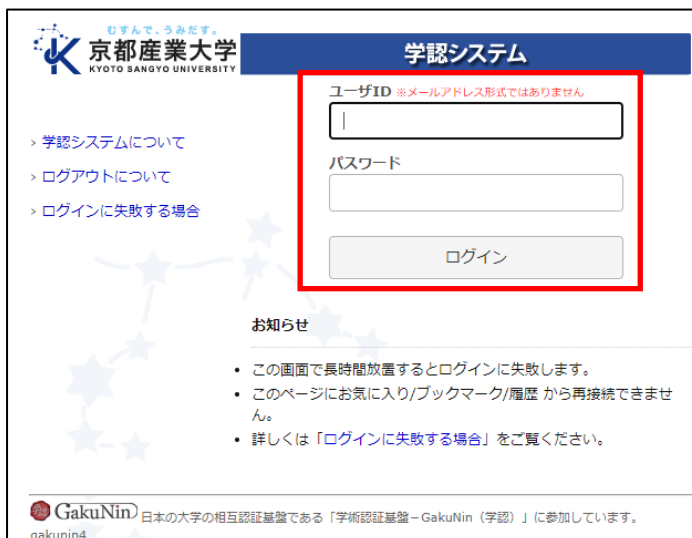 むすんで、うみだす。
京都産業大学
KYOTO SANGYO UNIVERSITY
学認システム
ユーザID ※メールアドレス形式ではありません
パスワード
ログイン
› 学認システムについて
› ログアウトについて
› ログインに失敗する場合
お知らせ
• この画面で長時間放置するとログインに失敗します。
• このページにお気に入り/ブックマーク/履歴 から再接続できませ
ん。
• 詳しくは「ログインに失敗する場合」をご覧ください。
GakuNin 日本の大学の相互認証基盤である「学術認証基盤－GakuNin（学認）」に参加しています。
gakunin4